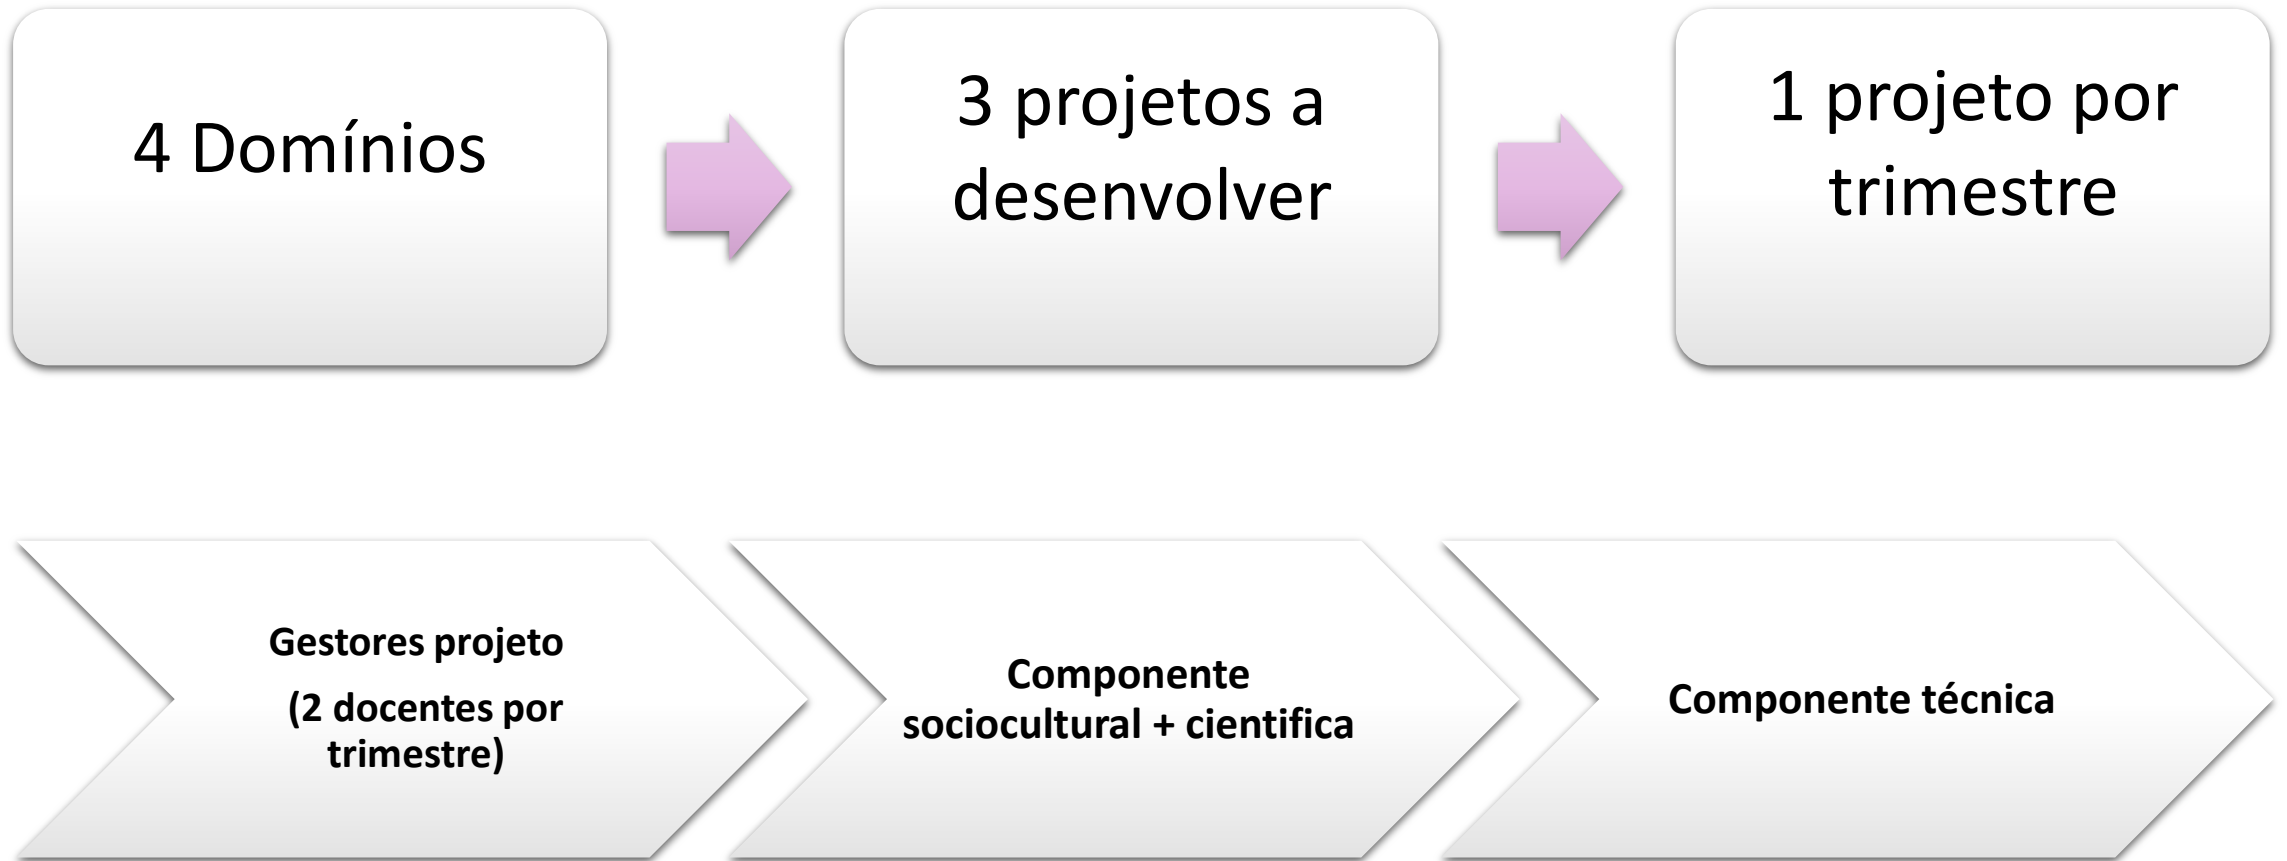 4 Domínios
3 projetos a
desenvolver
1 projeto por
trimestre
Gestores projeto
(2 docentes por
trimestre)
Componente
sociocultural + cientifica
Componente técnica